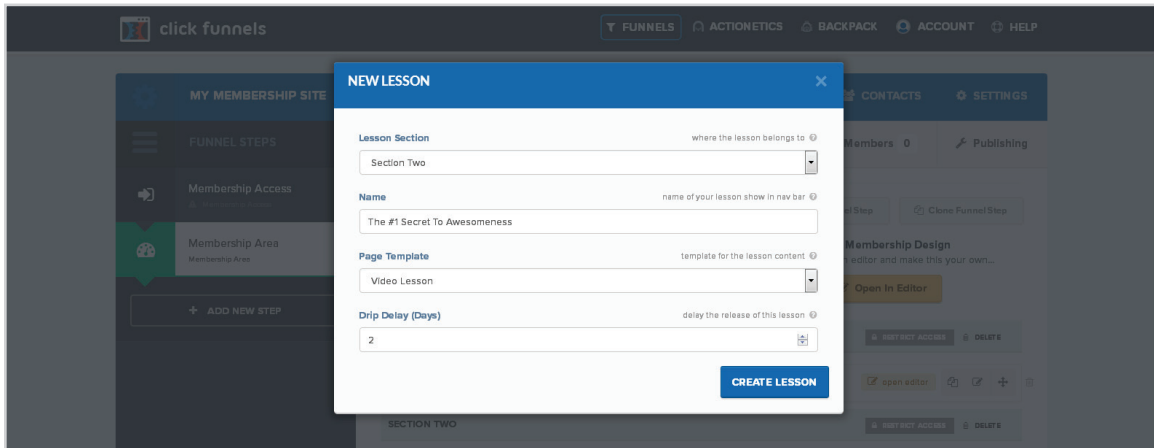 click funnels
FUNNELS
ACTIONETICS
BACKPACK
ACCOUNT
HELP
MY MEMBERSHIP SITE
CONTACTS
SETTINGS
FUNNEL STEPS
Members 0
Publishing
Membership Access
Membership Area
Membership Area
+ ADD NEW STEP
NEW LESSON
×
Lesson Section
where the lesson belongs to
Section Two
Name
name of your lesson show in nav bar
The #1 Secret To Awesomeness
Page Template
template for the lesson content
Video Lesson
Drip Delay (Days)
delay the release of this lesson
2
CREATE LESSON
Step
Clone Funnel Step
Membership Design
editor and make this your own...
Open In Editor
RESTRICT ACCESS
DELETE
open editor
SECTION TWO
RESTRICT ACCESS
DELETE